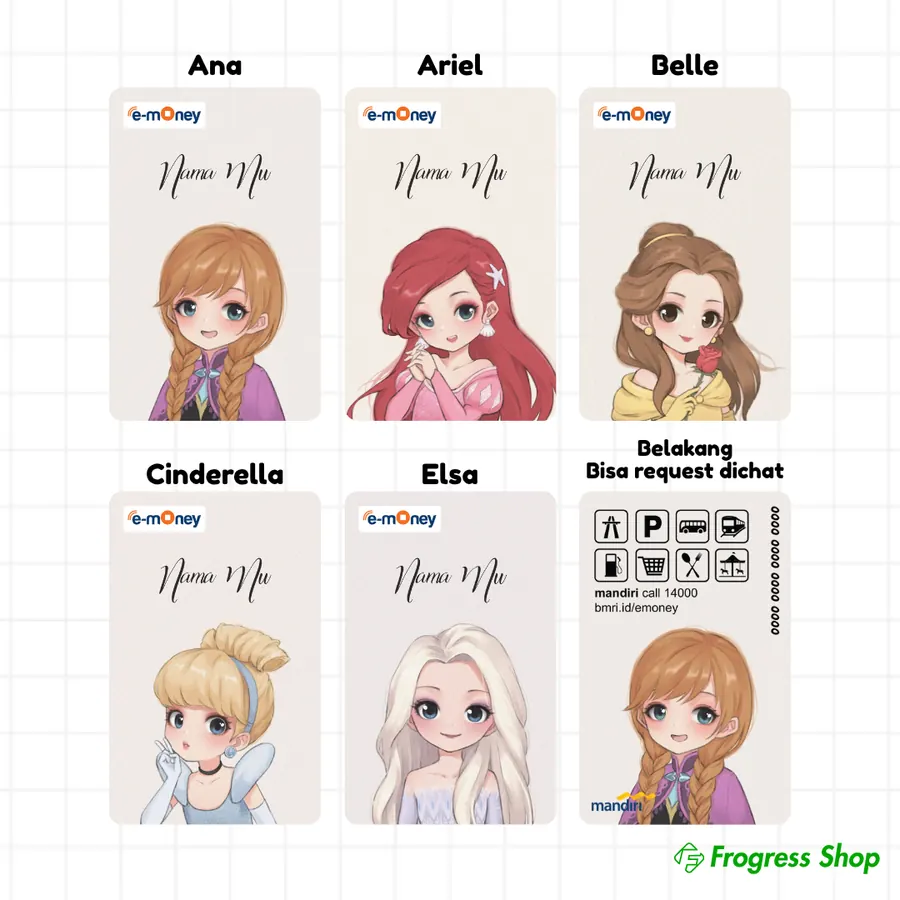 Ana
Ariel
Belle
e-money
e-money
e-money
Nama Mu
Nama Mu
Nama Mu
Cinderella
Elsa
Belakang
Bisa request dichat
e-money
e-money
Nama Mu
Nama Mu
P
0000 0000 0000 0000
mandiri call 14000
bmri.id/emoney
mandiri
Frogress Shop